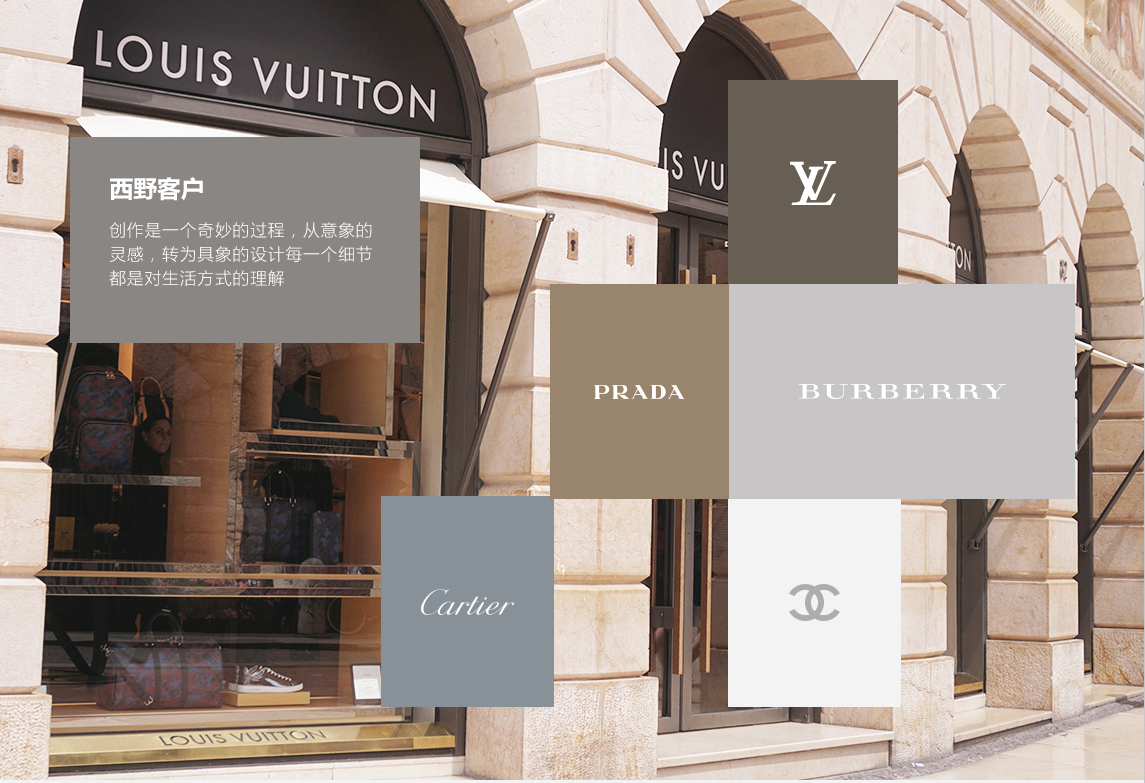 LOUIS VUITTON
IS VU
西野客户
创作是一个奇妙的过程，从意象的
灵感，转为具象的设计每一个细节
都是对生活方式的理解
LV
TON
PRADA
BURBERRY
Cartier
LOUIS VUITTON